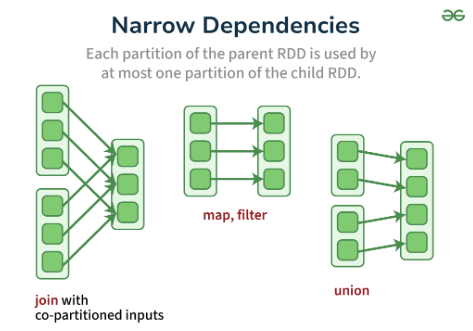 Narrow Dependencies
Each partition of the parent RDD is used by
at most one partition of the child RDD.
map, filter
join with
co-partitioned inputs
union